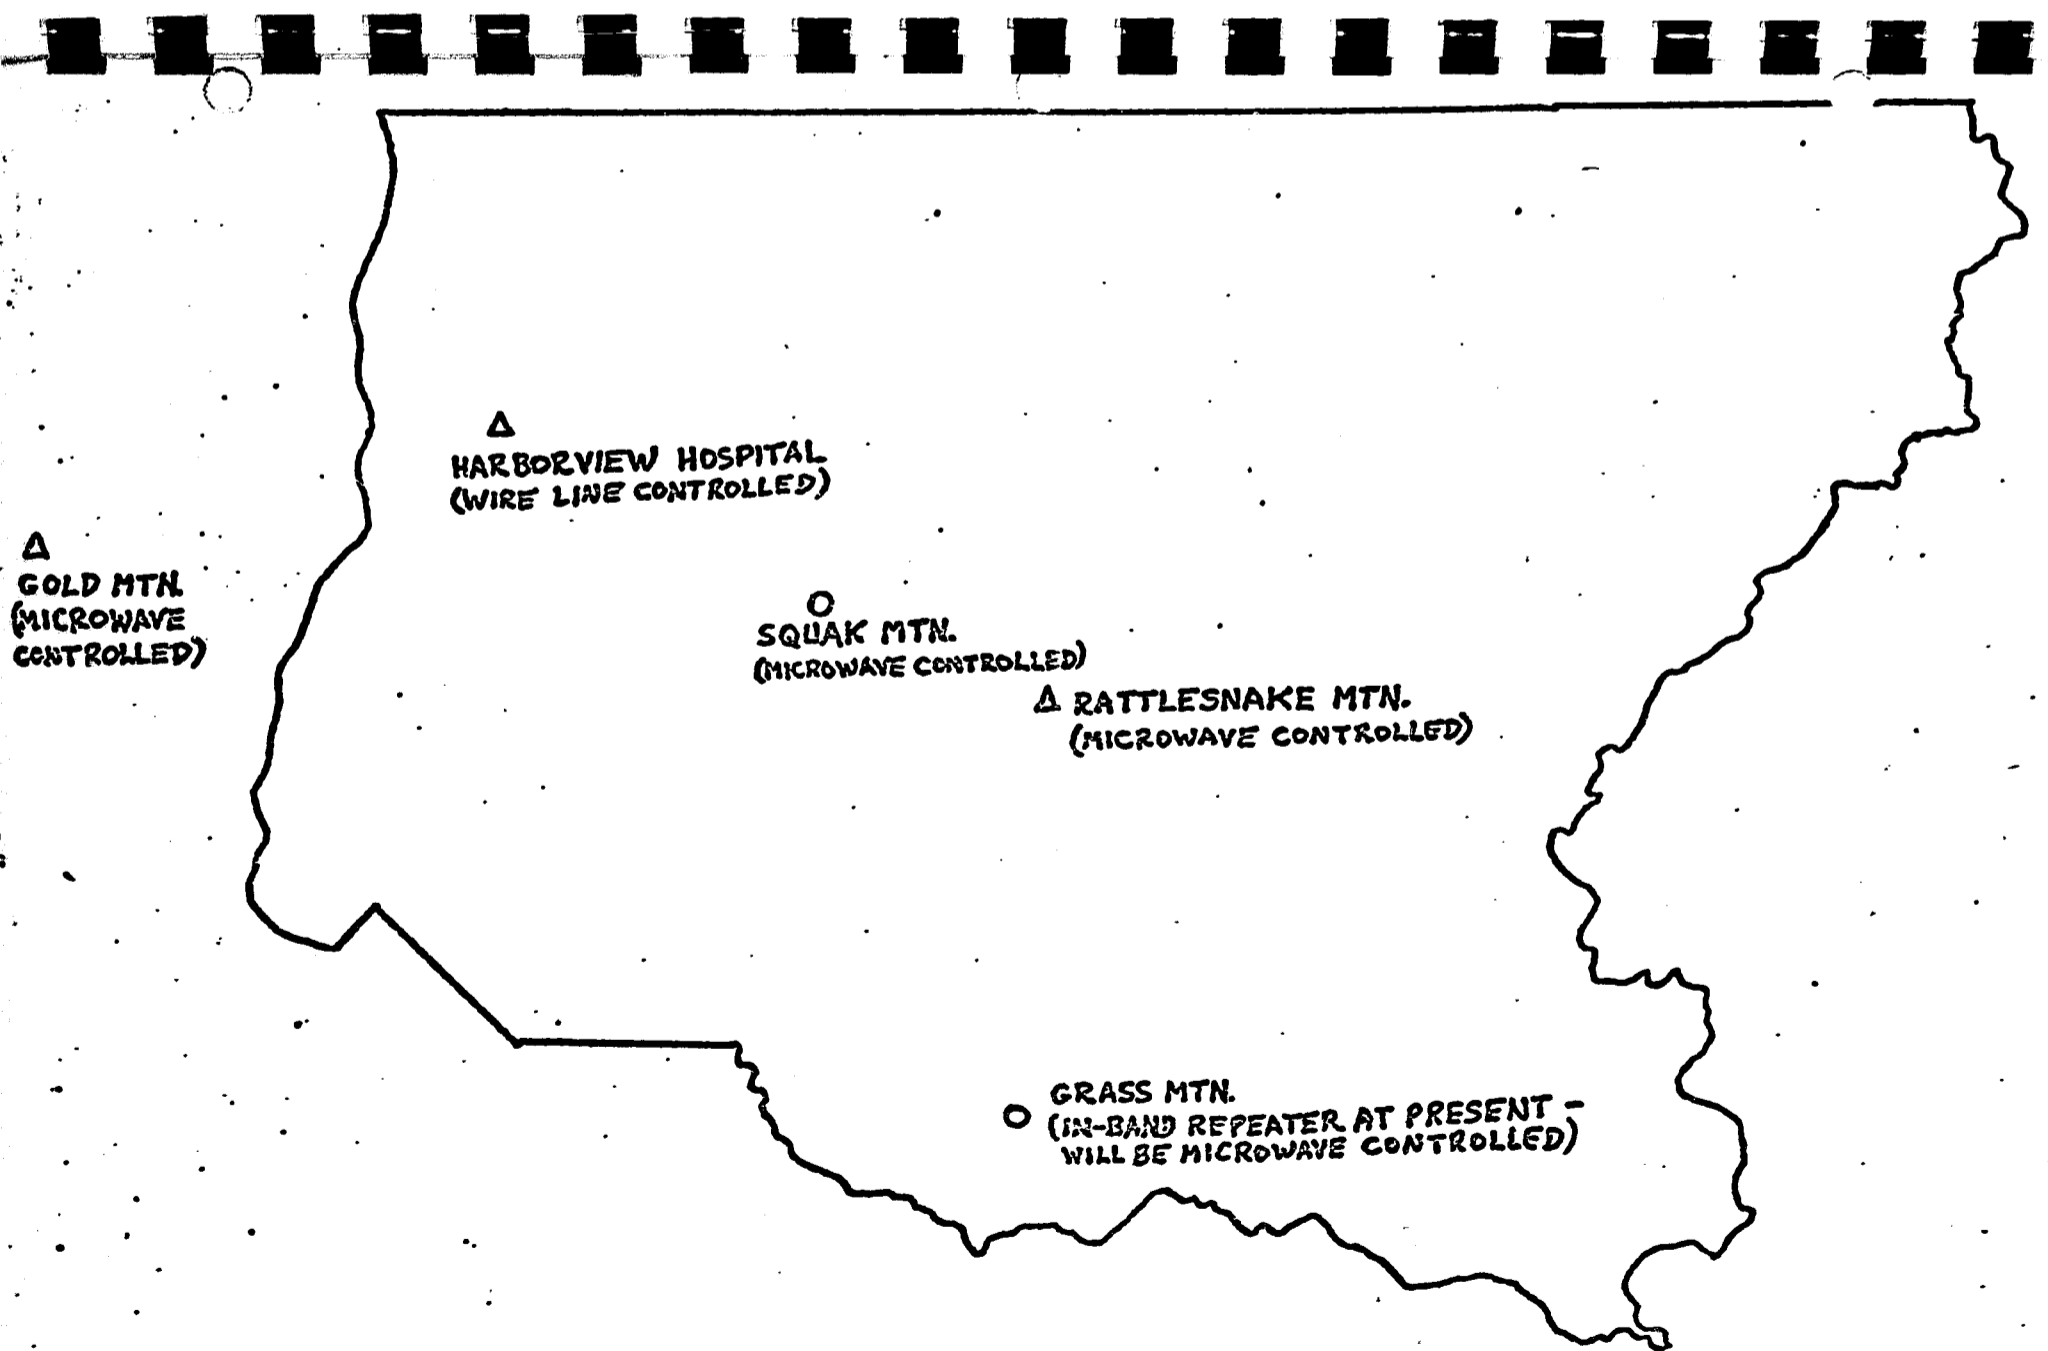 HARBORVIEW HOSPITAL
(WIRE LINE CONTROLLED)
GOLD MTN.
(MICROWAVE
CONTROLLED)
SQUAK MTN.
(MICROWAVE CONTROLLED)
RATTLESNAKE MTN.
(MICROWAVE CONTROLLED)
GRASS MTN.
(IN-BAND REPEATER AT PRESENT -
WILL BE MICROWAVE CONTROLLED)